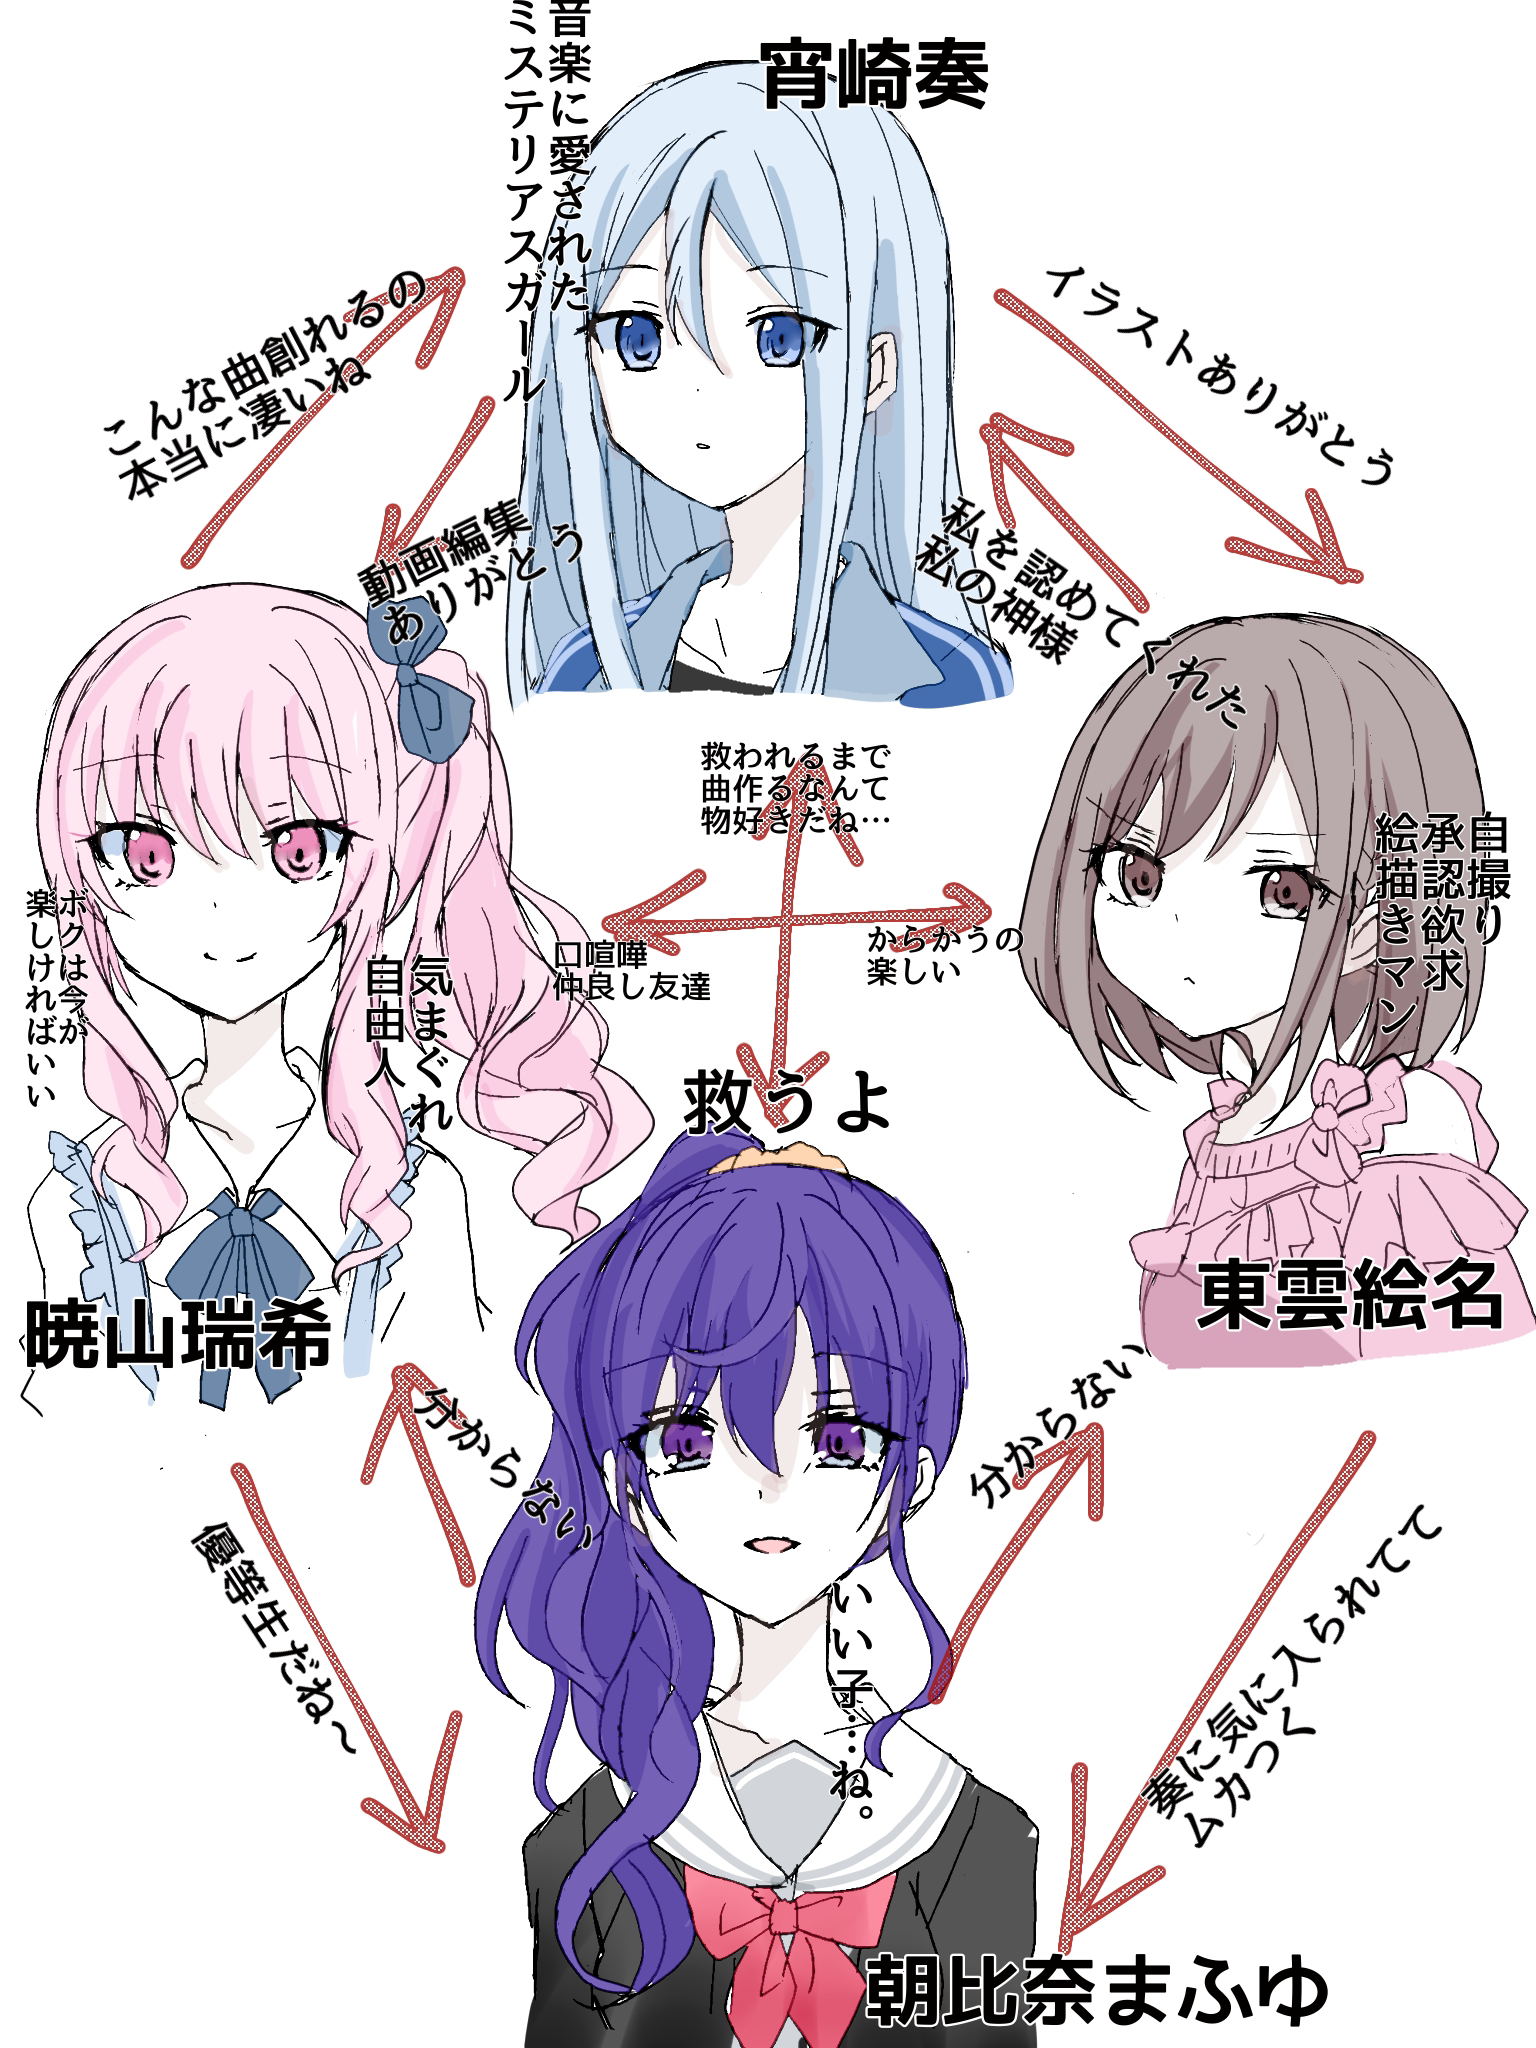 宵崎奏
音楽に愛された
ミステリアスガール
こんな曲創れるの
本当に凄いね
動画編集
ありがとう
イラストありがとう
私を認めてくれた
私の神様
救われるまで
曲作るなんて
物好きだね…
口喧嘩
仲良し友達
からかうの
楽しい
救うよ
自撮り
承認欲求
絵描きマン
東雲絵名
気まぐれ
自由人
ボクは今が
楽しければいい
暁山瑞希
分からない
優等生だね～
分からない
奏に気に入られてて
ムカつく
いい子…ね。
朝比奈まふゆ